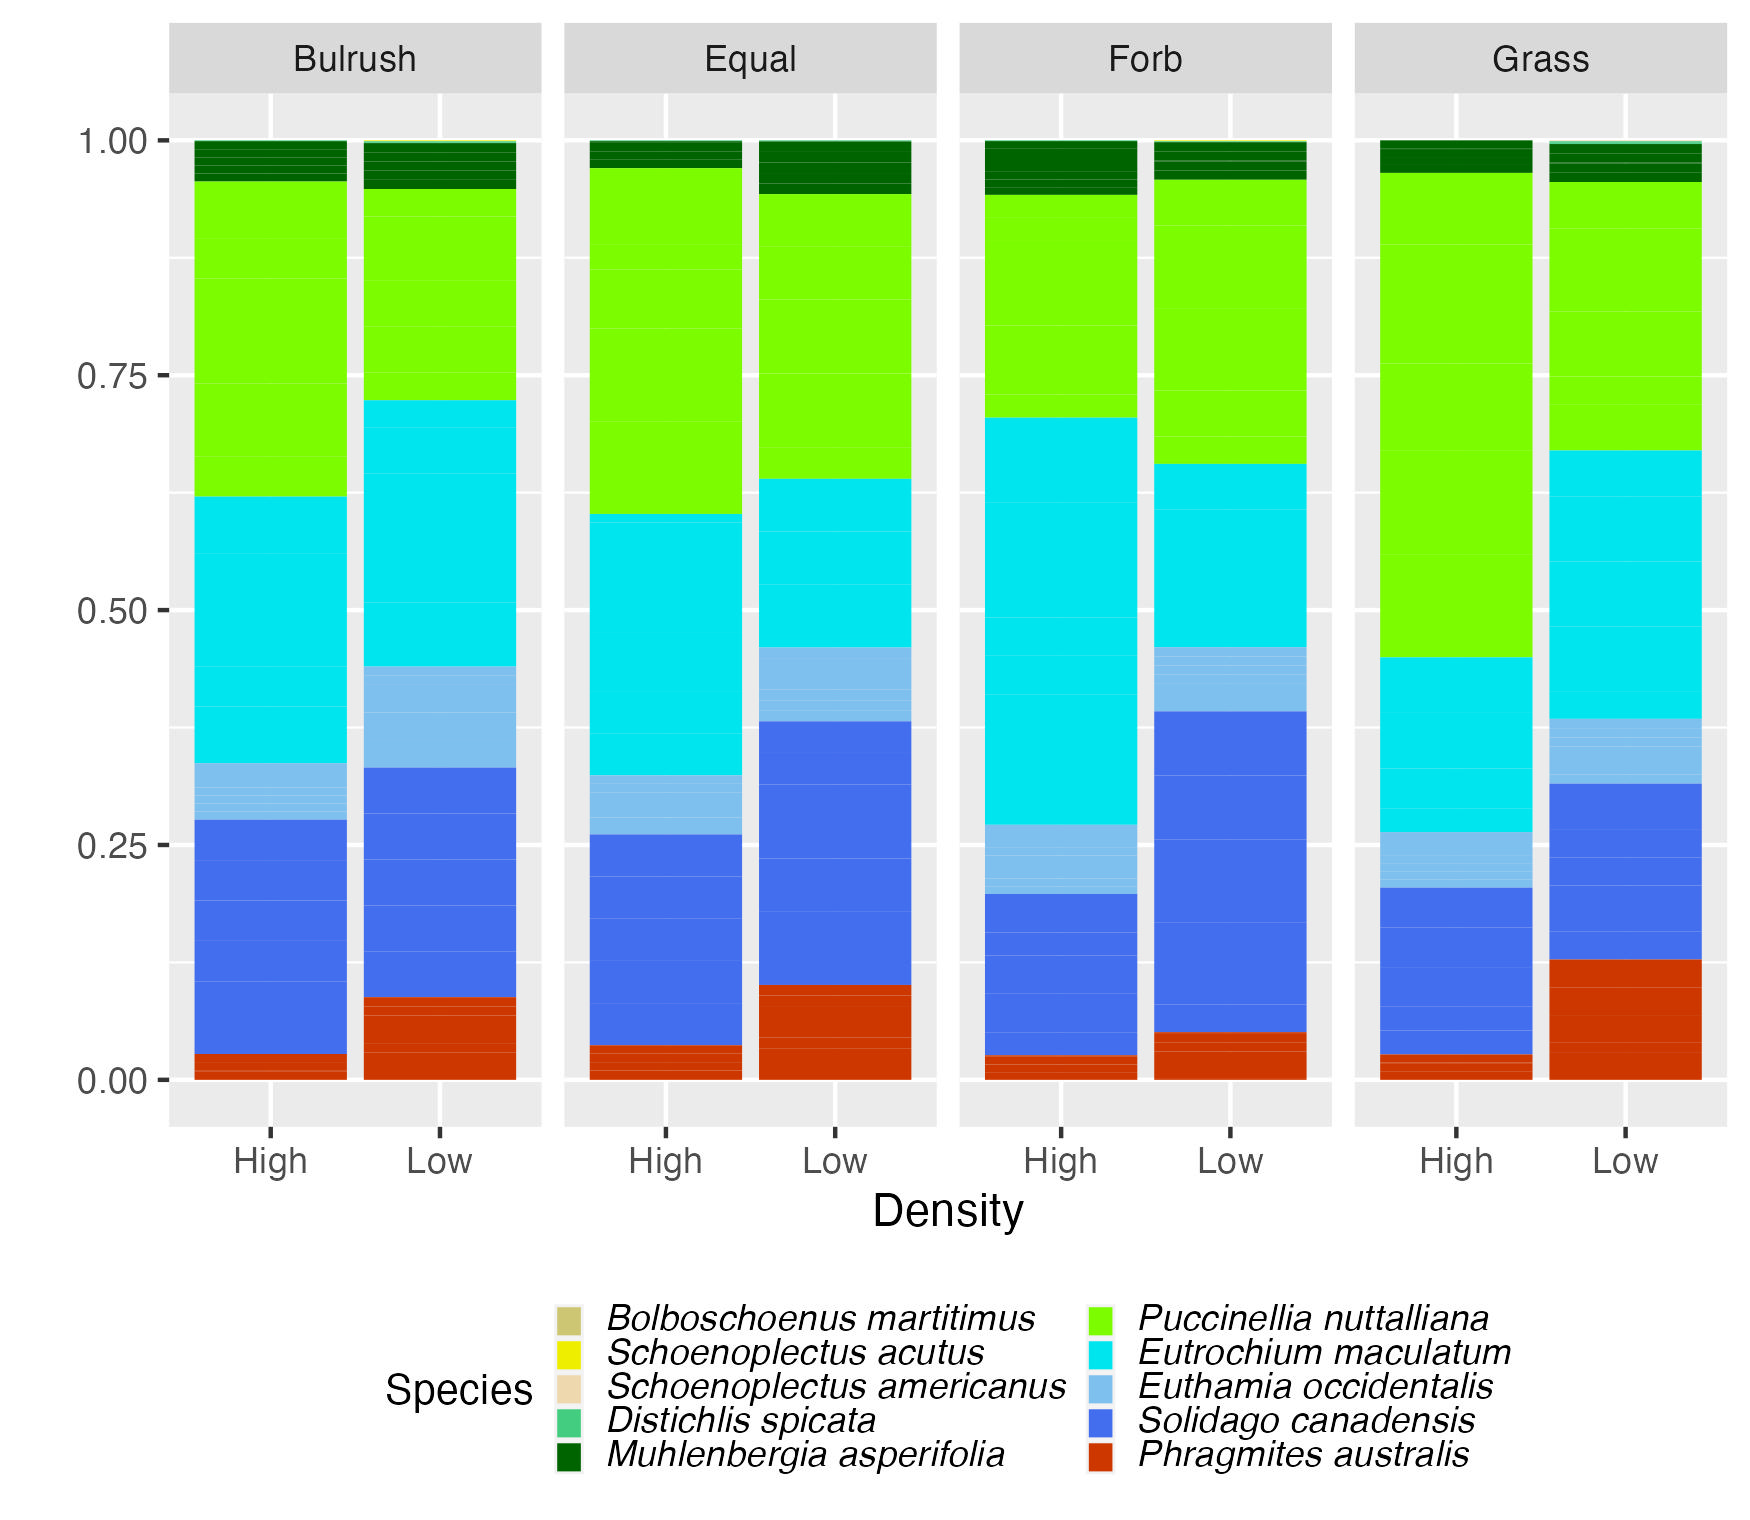 Bulrush Equal Forb Grass
1.00
0.75
0.50
0.25
0.00
High Low High Low High Low High Low
Density
Species
Bolboschoenus martitimus
Schoenoplectus acutus
Schoenoplectus americanus
Distichlis spicata
Muhlenbergia asperifolia
Puccinellia nuttalliana
Eutrochium maculatum
Euthamia occidentalis
Solidago canadensis
Phragmites australis